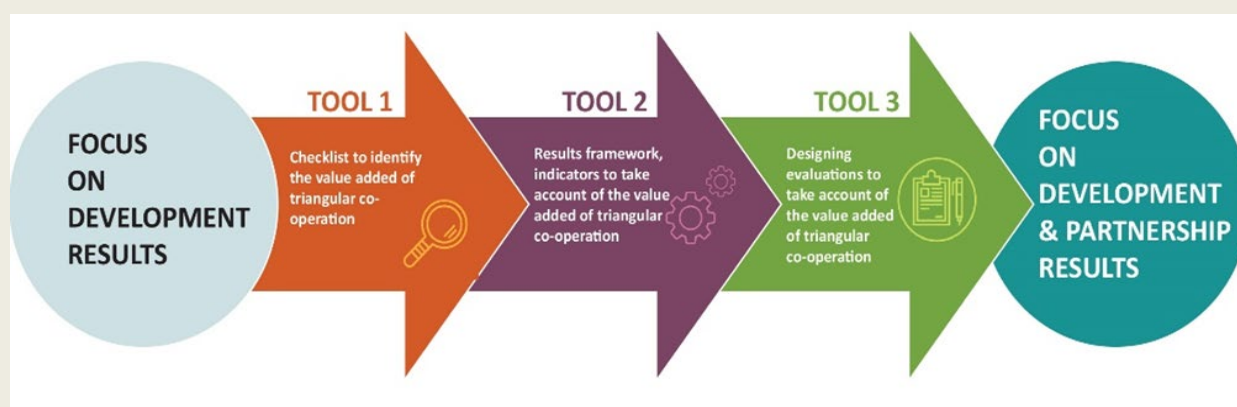 FOCUS
ON
DEVELOPMENT
RESULTS
TOOL 1
Checklist to identify
the value added of
triangular co-
operation
TOOL 2
Results framework,
indicators to take
account of the value
added of triangular
co-operation
TOOL 3
Designing
evaluations to
take account of
the value added
of triangular
co-operation
FOCUS
ON
DEVELOPMENT
& PARTNERSHIP
RESULTS